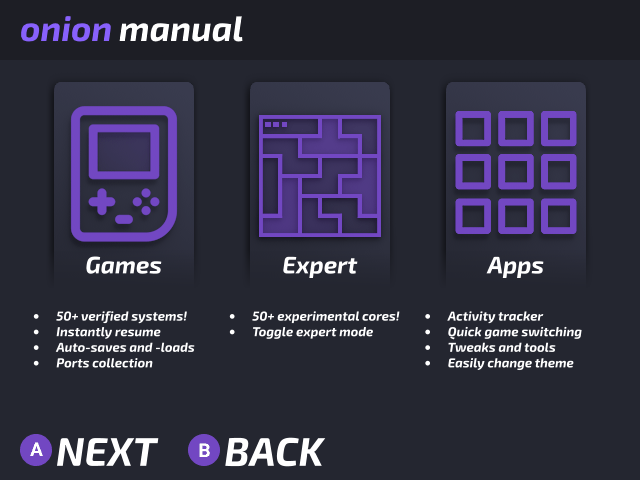 onion manual
Games
Expert
Apps
• 50+ verified systems!
• Instantly resume
• Auto-saves and -loads
• Ports collection
• 50+ experimental cores!
• Toggle expert mode
• Activity tracker
• Quick game switching
• Tweaks and tools
• Easily change theme
A NEXT B BACK